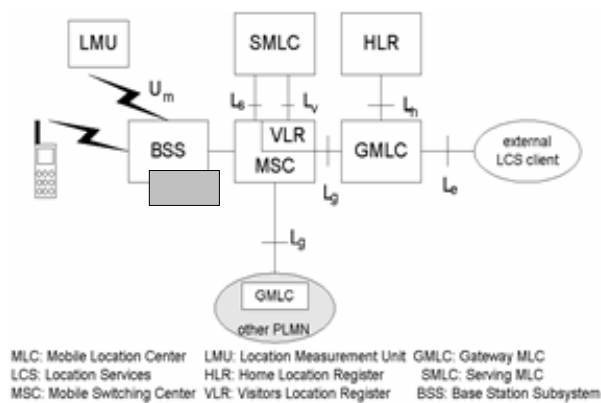 LMU
SMLC
HLR
Um
Ls
Lv
Lh
BSS
VLR
MSC
GMLC
external
LCS client
Lg
Le
Lg
GMLC
other PLMN
MLC: Mobile Location Center LMU: Location Measurement Unit GMLC: Gateway MLC
LCS: Location Services HLR: Home Location Register SMLC: Serving MLC
MSC: Mobile Switching Center VLR: Visitors Location Register BSS: Base Station Subsystem